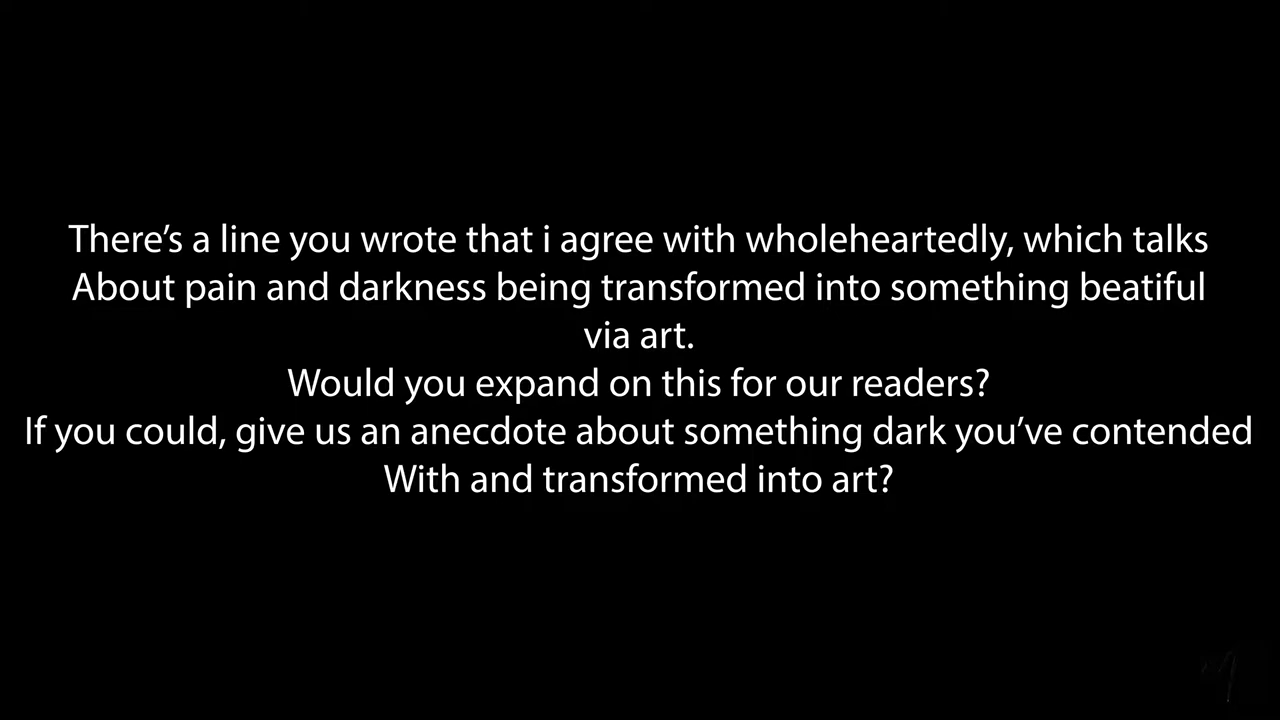 There’s a line you wrote that i agree with wholeheartedly, which talks
About pain and darkness being transformed into something beatiful
via art.
Would you expand on this for our readers?
If you could, give us an anecdote about something dark you’ve contended
With and transformed into art?